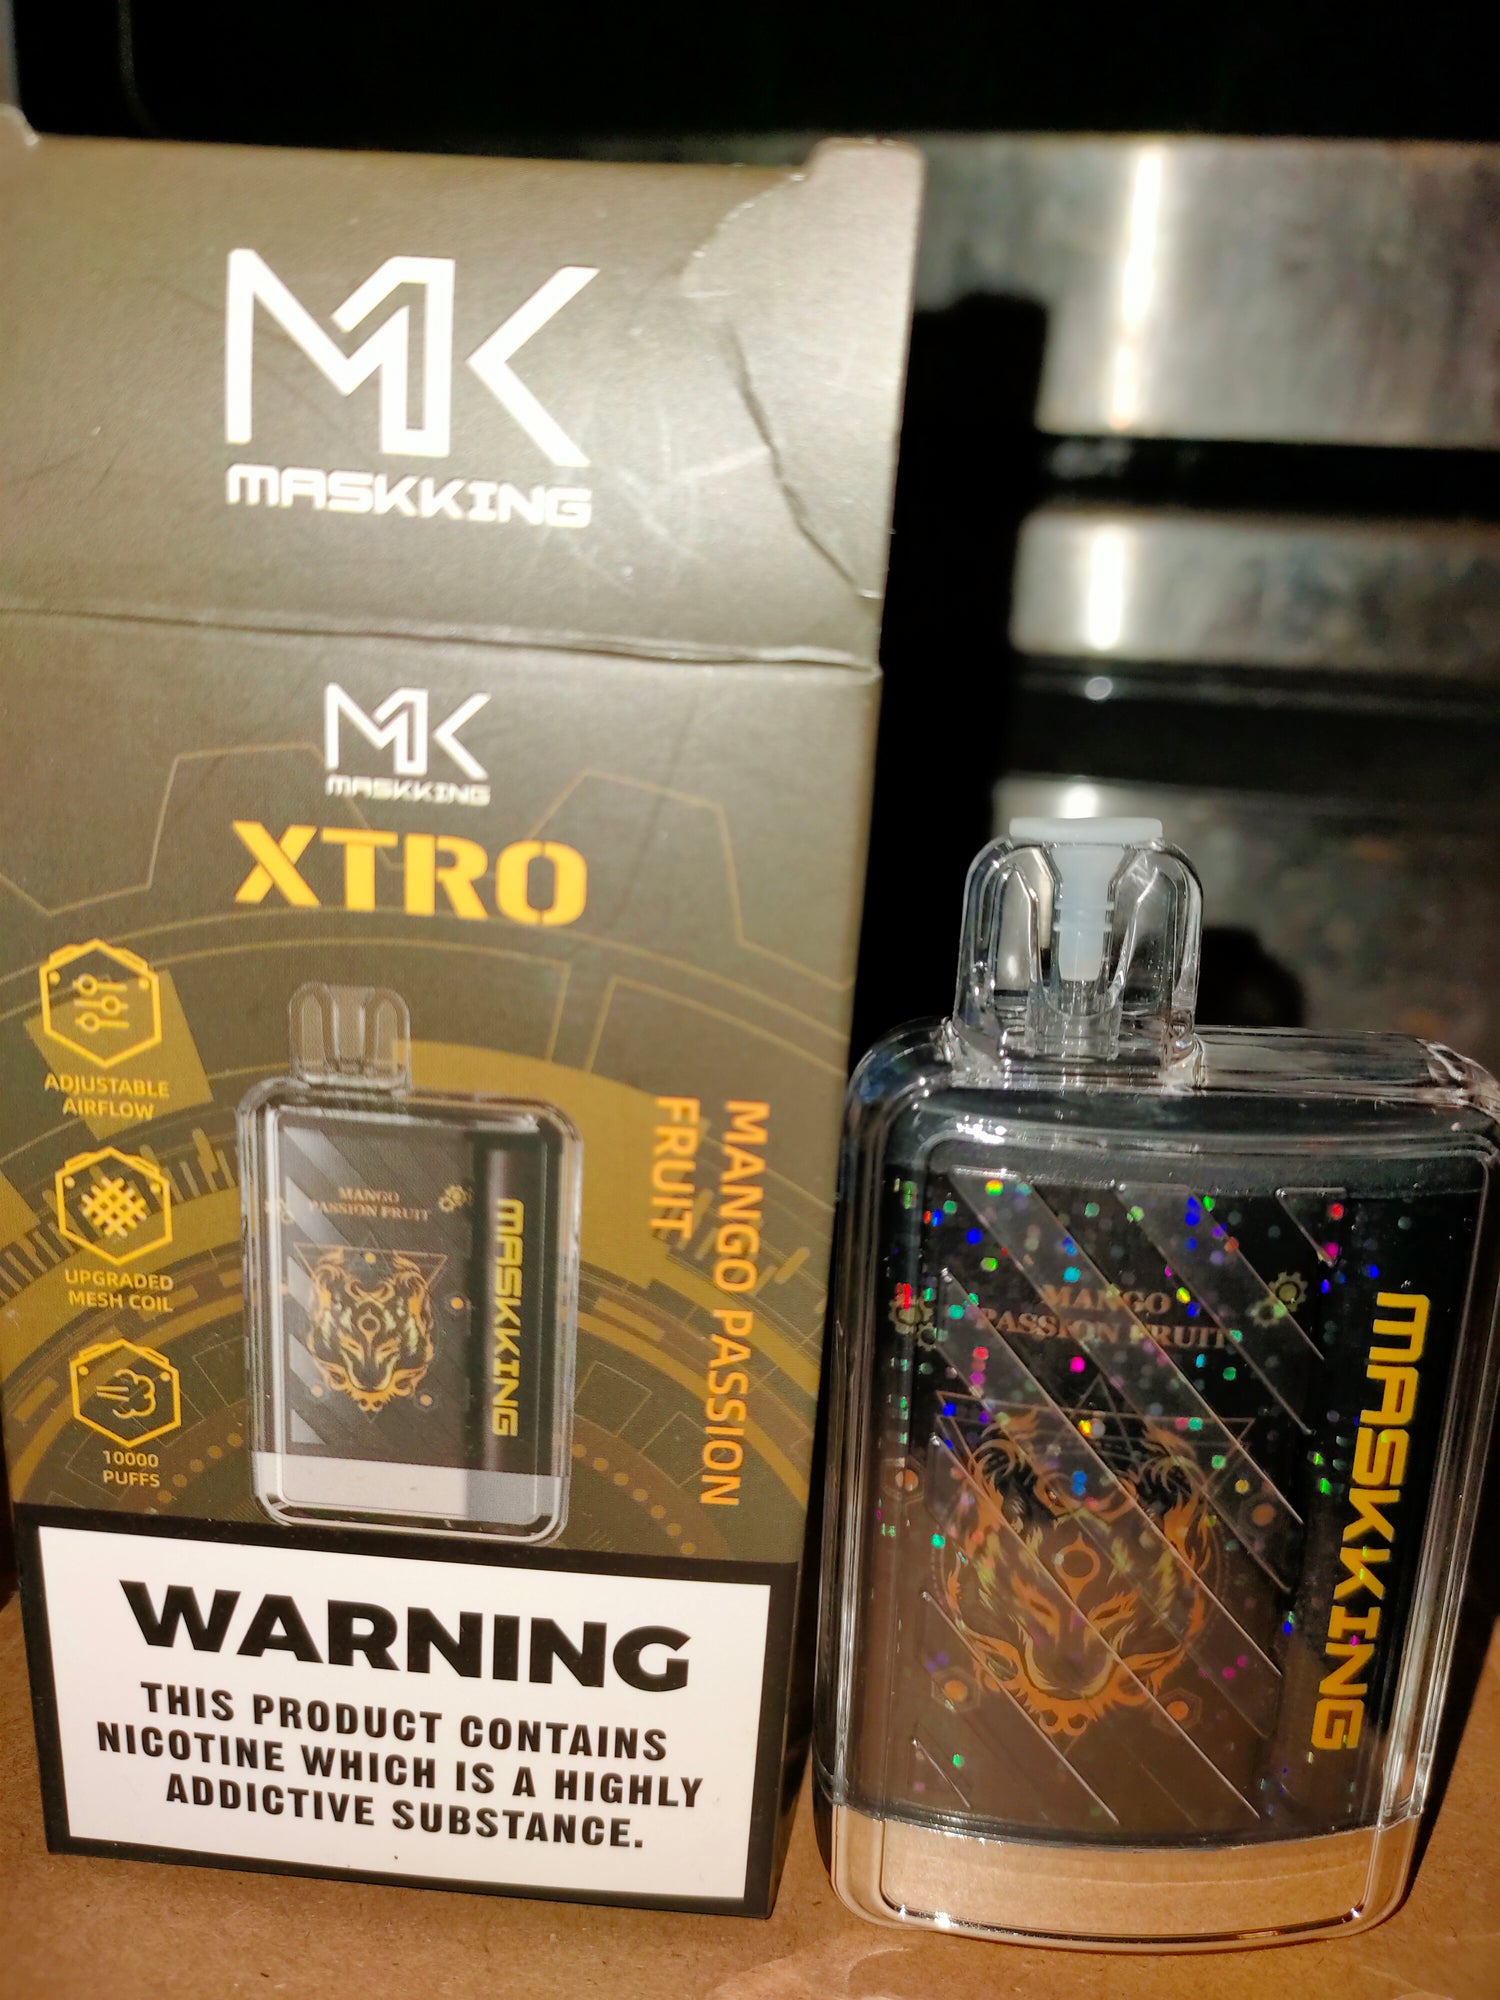 MK
MASKKING
MK
MASKKING
XTRO
ADJUSTABLE
AIRFLOW
UPGRADED
MESH COIL
10000
PUFFS
MANGO
PASSION FRUIT
MASKKING
MANGO PASSION
FRUIT
WARNING
THIS PRODUCT CONTAINS
NICOTINE WHICH IS A HIGHLY
ADDICTIVE SUBSTANCE.
MANGO
PASSION FRUIT
MASKKING